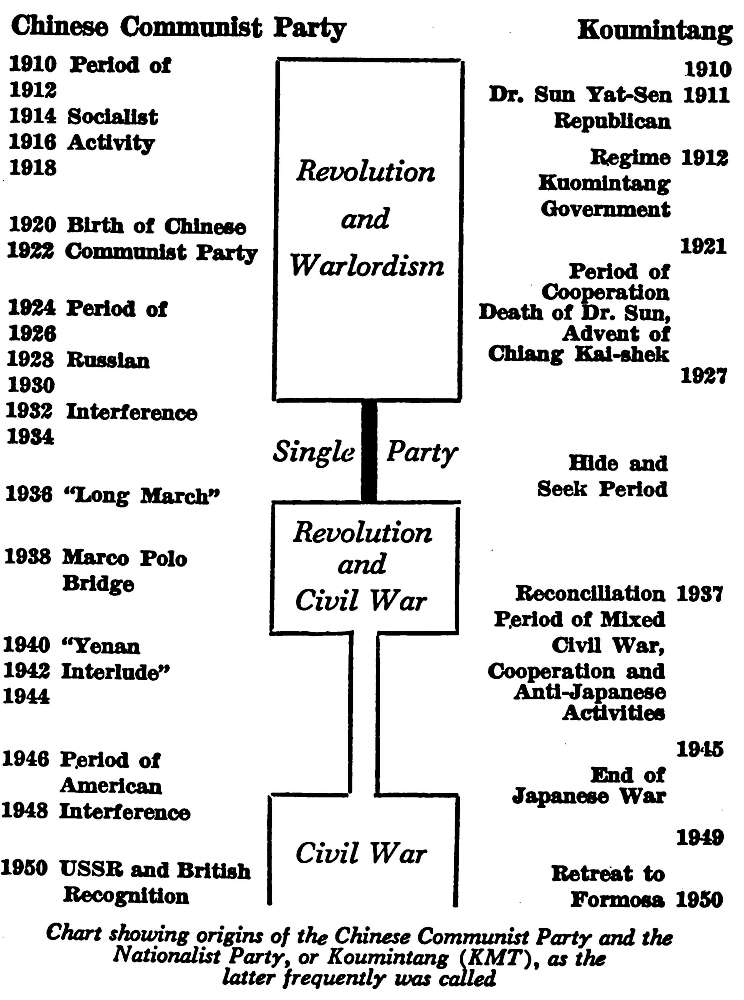 Chinese Communist Party
1910 Period of
1912
1914 Socialist
1916 Activity
1918
1920 Birth of Chinese
1922 Communist Party
1924 Period of
1926
1928 Russian
1930
1932 Interference
1934
1936 “Long March”
1938 Marco Polo
Bridge
1940 “Yenan
1942 Interlude”
1944
1946 Period of
American
1948 Interference
1950 USSR and British
Recognition
Revolution
and
Warlordism
Single Party
Revolution
and
Civil War
Civil War
Koumintang
1910
Dr. Sun Yat-Sen 1911
Republican
Regime 1912
Kuomintang
Government
1921
Period of
Cooperation
Death of Dr. Sun,
Advent of
Chiang Kai-shek
1927
Hide and
Seek Period
Reconciliation 1937
Period of Mixed
Civil War,
Cooperation and
Anti-Japanese
Activities
1945
End of
Japanese War
1949
Retreat to
Formosa 1950
Chart showing origins of the Chinese Communist Party and the
Nationalist Party, or Koumintang (KMT), as the
latter frequently was called